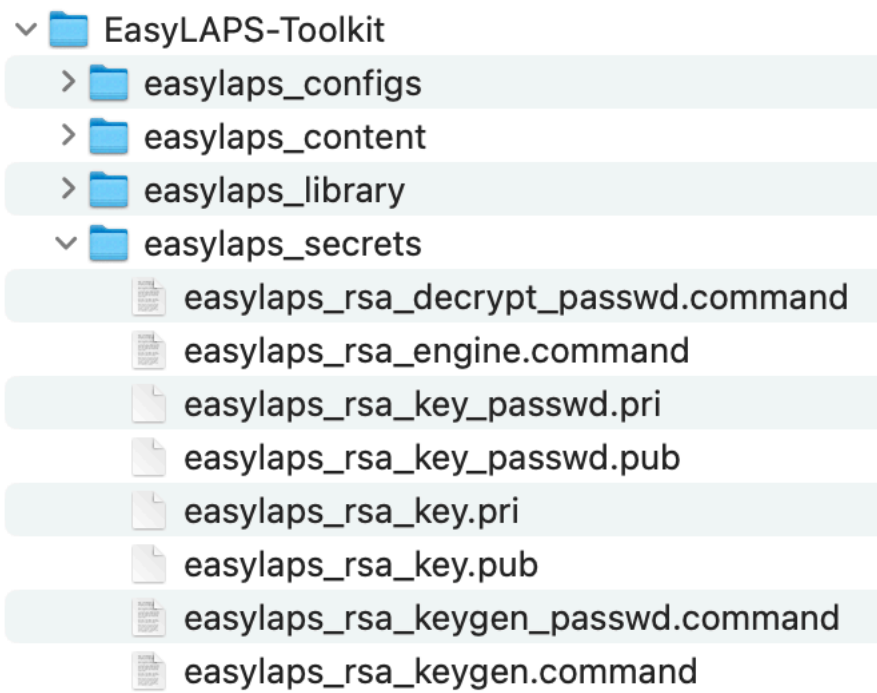 EasyLAPS-Toolkit
easylaps_configs
easylaps_content
easylaps_library
easylaps_secrets
easylaps_rsa_decrypt_passwd.command
easylaps_rsa_engine.command
easylaps_rsa_key_passwd.pri
easylaps_rsa_key_passwd.pub
easylaps_rsa_key.pri
easylaps_rsa_key.pub
easylaps_rsa_keygen_passwd.command
easylaps_rsa_keygen.command